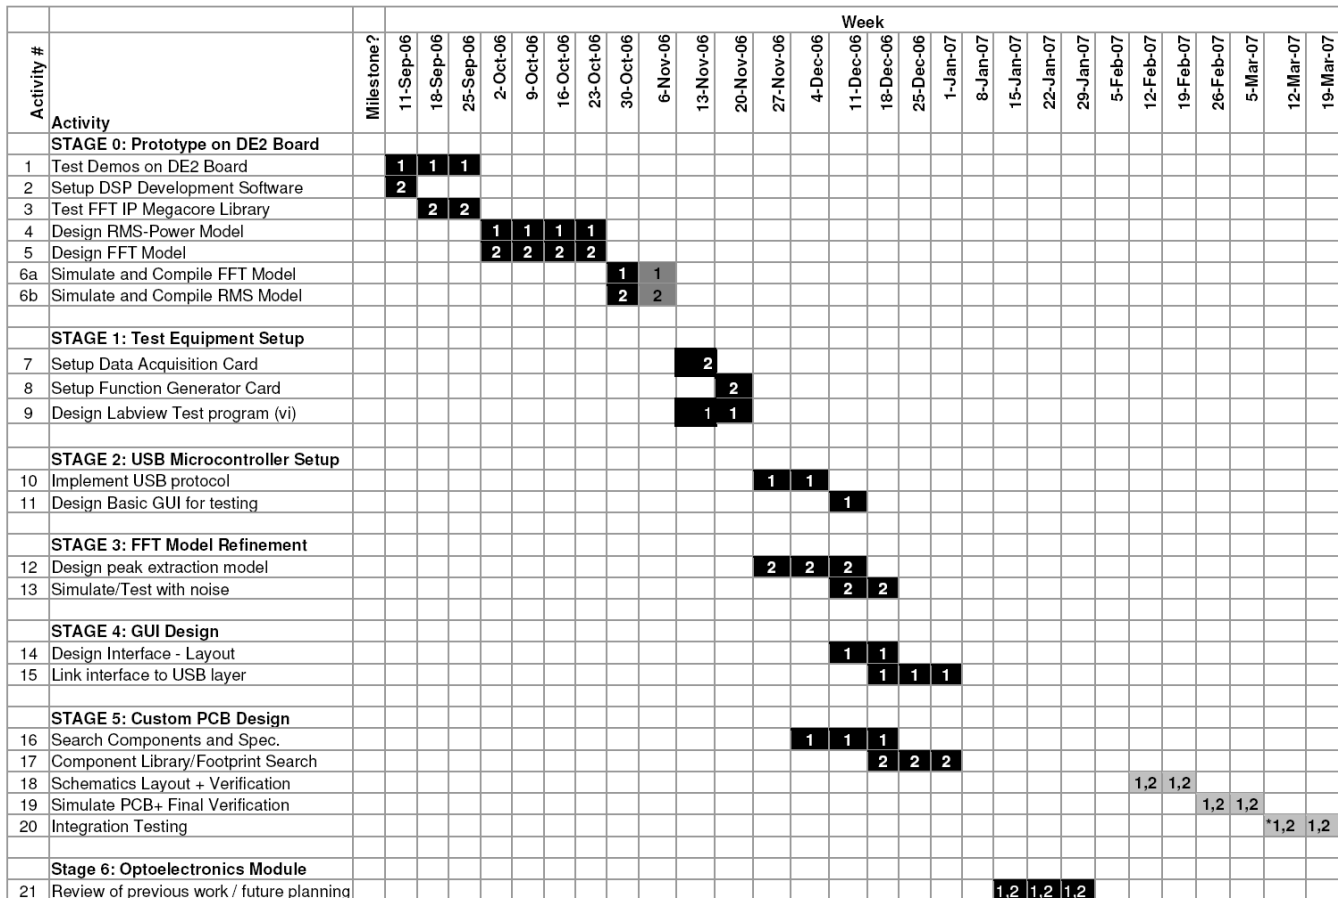 Week
Activity # Activity Milestone? 11-Sep-06 18-Sep-06 25-Sep-06 2-Oct-06 9-Oct-06 16-Oct-06 23-Oct-06 30-Oct-06 6-Nov-06 13-Nov-06 20-Nov-06 27-Nov-06 4-Dec-06 11-Dec-06 18-Dec-06 25-Dec-06 1-Jan-07 8-Jan-07 15-Jan-07 22-Jan-07 29-Jan-07 5-Feb-07 12-Feb-07 19-Feb-07 26-Feb-07 5-Mar-07 12-Mar-07 19-Mar-07
STAGE 0: Prototype on DE2 Board
1 Test Demos on DE2 Board 1 1 1
2 Setup DSP Development Software 2
3 Test FFT IP Megacore Library 2 2
4 Design RMS-Power Model 1 1 1 1
5 Design FFT Model 2 2 2 2
6a Simulate and Compile FFT Model 1 1
6b Simulate and Compile RMS Model 2 2
STAGE 1: Test Equipment Setup
7 Setup Data Acquisition Card 2
8 Setup Function Generator Card 2
9 Design Labview Test program (vi) 1 1
STAGE 2: USB Microcontroller Setup
10 Implement USB protocol 1 1
11 Design Basic GUI for testing 1
STAGE 3: FFT Model Refinement
12 Design peak extraction model 2 2 2
13 Simulate/Test with noise 2 2
STAGE 4: GUI Design
14 Design Interface - Layout 1 1
15 Link interface to USB layer 1 1 1
STAGE 5: Custom PCB Design
16 Search Components and Spec. 1 1 1
17 Component Library/Footprint Search 2 2 2
18 Schematics Layout + Verification 1,2 1,2
19 Simulate PCB+ Final Verification 1,2 1,2
20 Integration Testing *1,2 1,2
Stage 6: Optoelectronics Module
21 Review of previous work / future planning 1,2 1,2 1,2